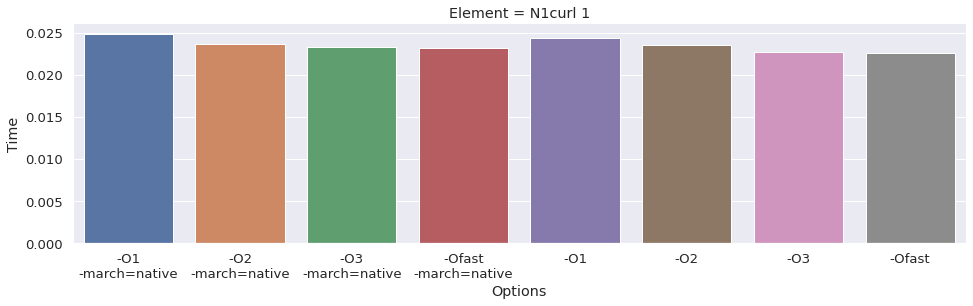 Element = N1curl 1
Time
0.025
0.020
0.015
0.010
0.005
0.000
-O1
-march=native
-O2
-march=native
-O3
-march=native
-Ofast
-march=native
-O1
-O2
-O3
-Ofast
Options